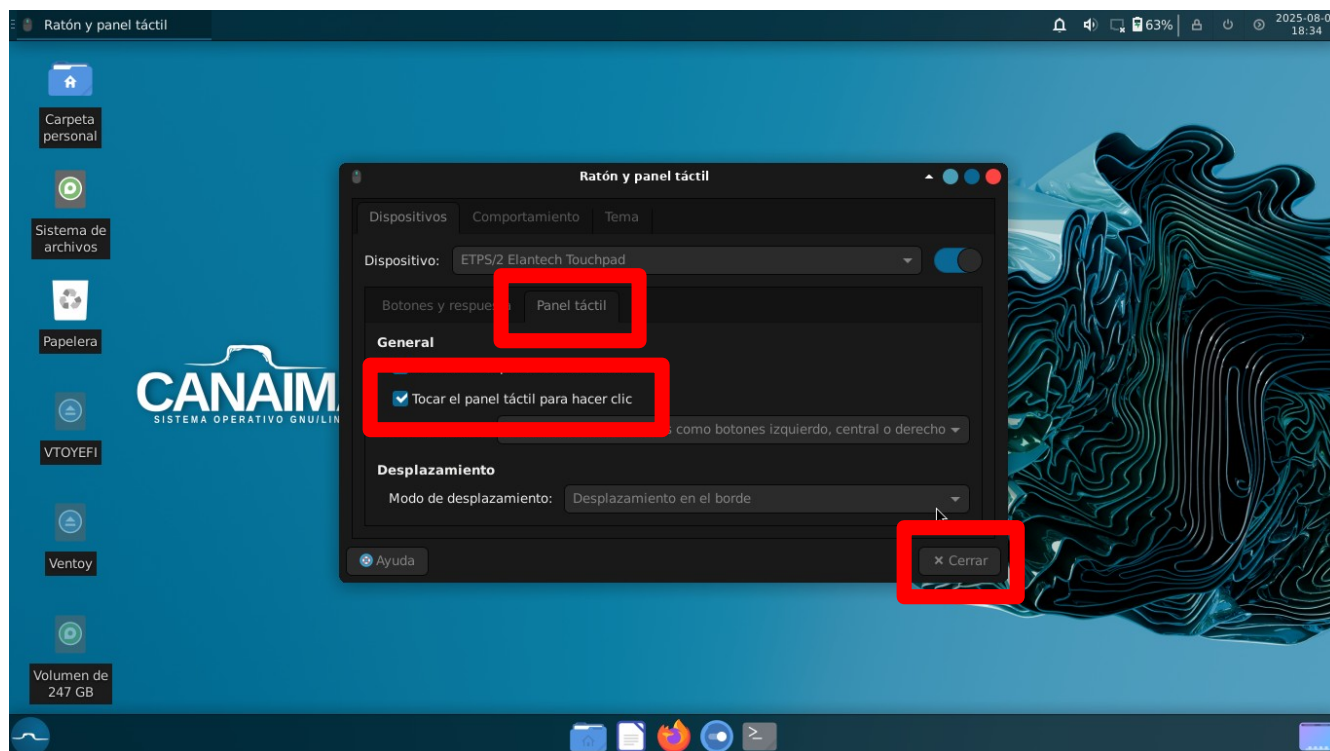 Ratón y panel táctil
63%
2025-08-0
18:34
Carpeta
personal
Sistema de
archivos
Papelera
VTOYEFI
Ventoy
Volumen de
247 GB
CANAIM
SISTEMA OPERATIVO GNU/LIN
Ratón y panel táctil
Dispositivos Comportamiento Tema
Dispositivo: ETPS/2 Elantech Touchpad
Botones y Panel táctil
General
Tocar el panel táctil para hacer clic
como botones izquierdo, central o derecho
Desplazamiento
Modo de desplazamiento: Desplazamiento en el borde
Ayuda
Cerrar